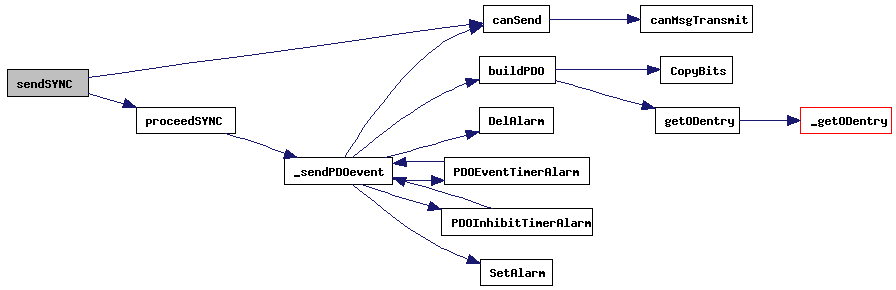 sendSYNC
proceedSYNC
_sendPDOevent
canSend
buildPDO
DelAlarm
PDOEventTimerAlarm
PDOInhibitTimerAlarm
SetAlarm
canMsgTransmit
CopyBits
getODentry
_getODentry